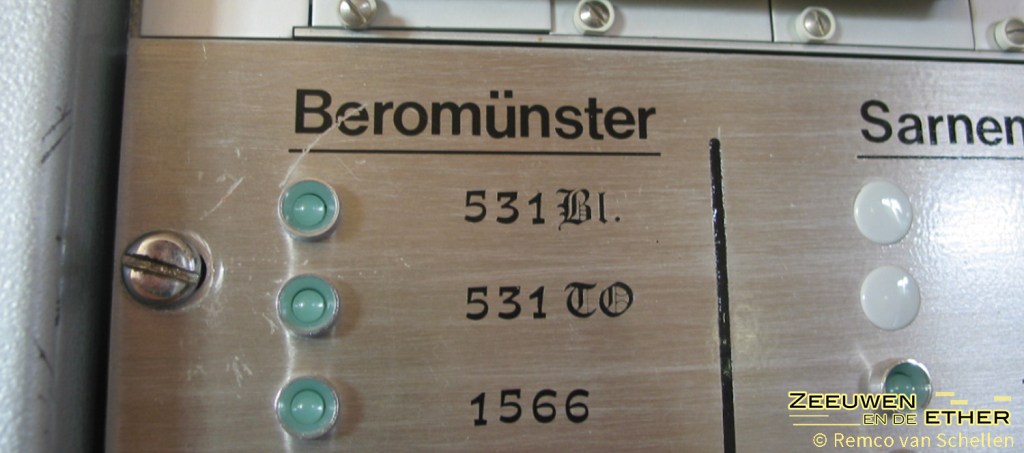 Beromünster
Sarnen
531 Bl.
531 TO
1566
ZEEUWEN
EN DE ETHER
© Remco van Schellen